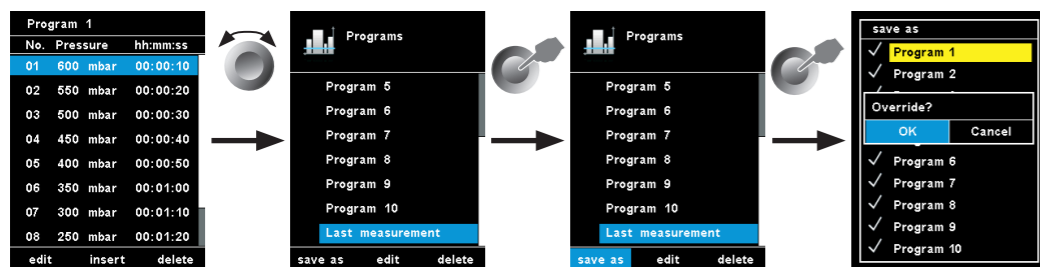 Program 1
No. Pressure hh:mm:ss
01 600 mbar 00:00:10
02 550 mbar 00:00:20
03 500 mbar 00:00:30
04 450 mbar 00:00:40
05 400 mbar 00:00:50
06 350 mbar 00:01:00
07 300 mbar 00:01:10
08 250 mbar 00:01:20
edit insert delete
Programs
Program 5
Program 6
Program 7
Program 8
Program 9
Program 10
Last measurement
save as edit delete
Programs
Program 5
Program 6
Program 7
Program 8
Program 9
Program 10
Last measurement
save as edit delete
save as
Program 1
Program 2
Override?
OK Cancel
Program 6
Program 7
Program 8
Program 9
Program 10